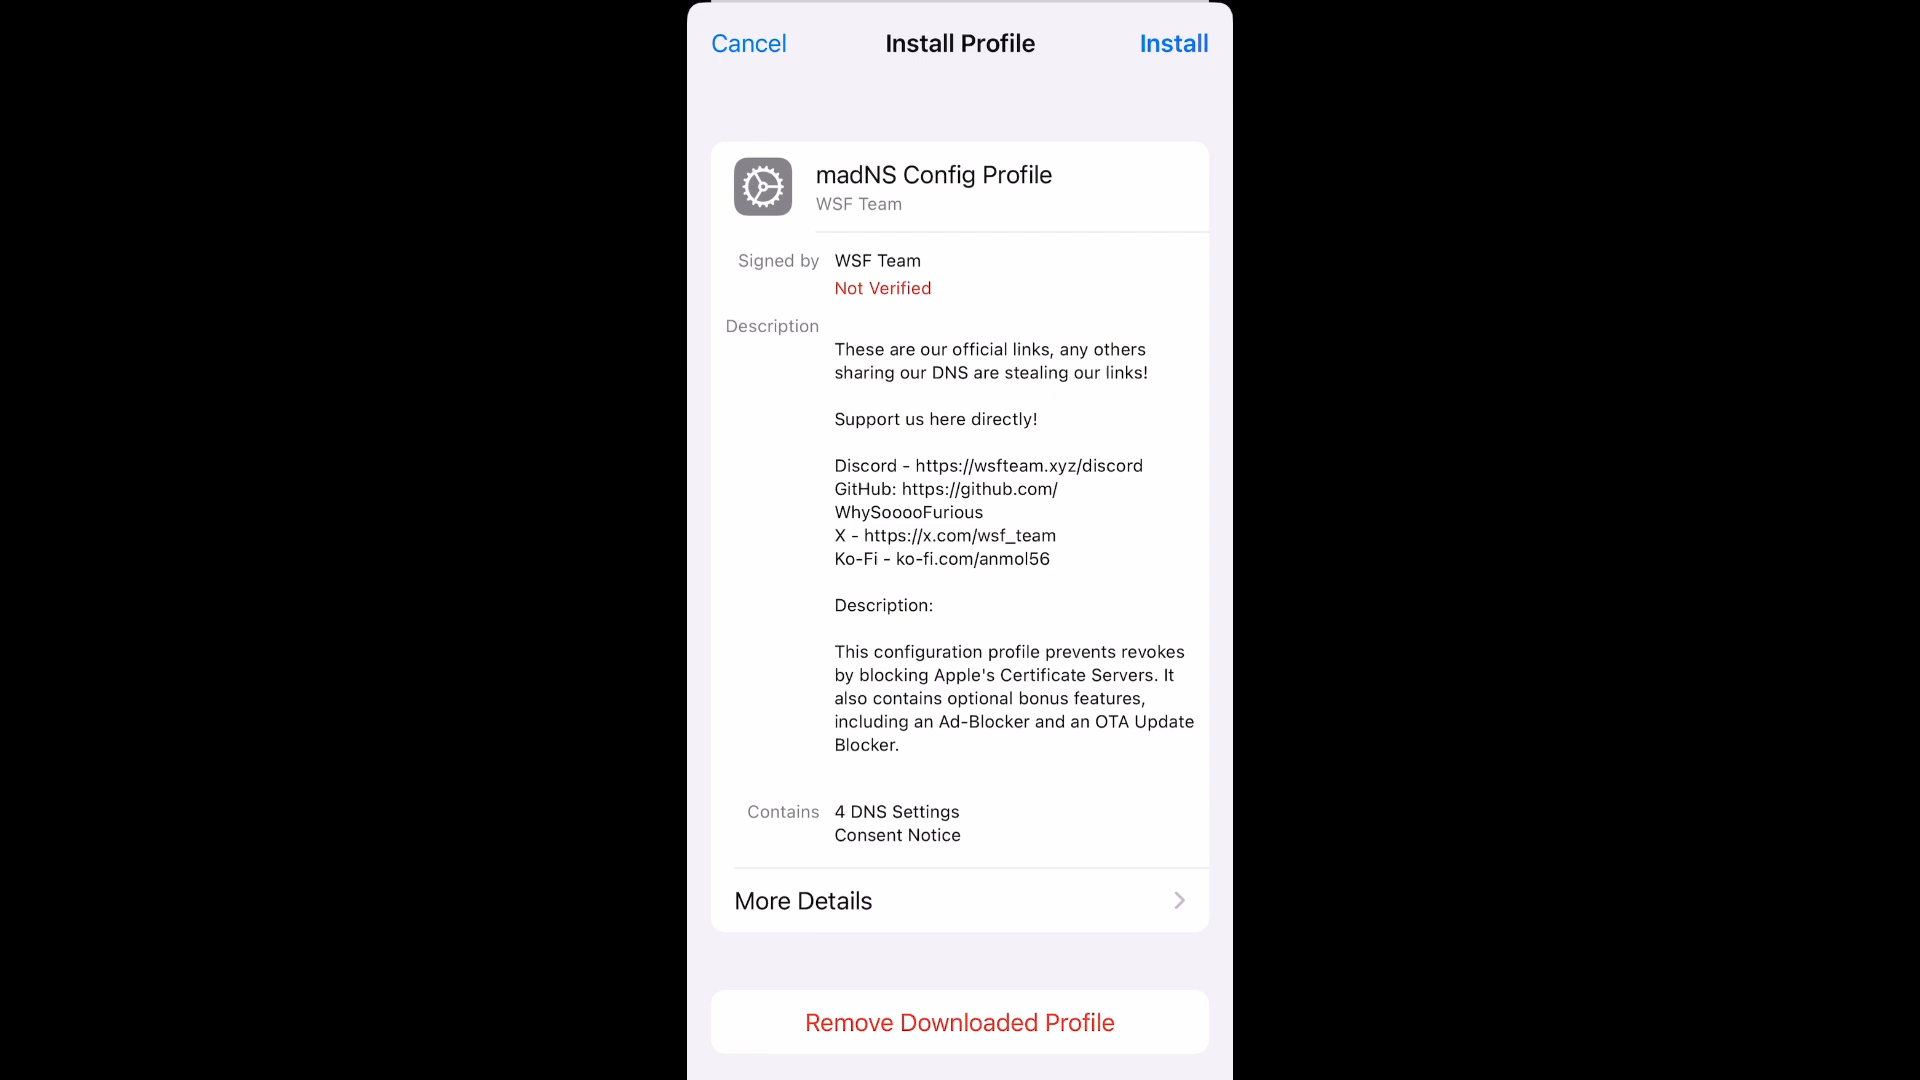 Cancel
Install Profile
Install
madNS Config Profile
WSF Team
Signed by
WSF Team
Not Verified
Description
These are our official links, any others
sharing our DNS are stealing our links!
Support us here directly!
Discord - https://wsfteam.xyz/discord
GitHub: https://github.com/
WhySooooFurious
X - https://x.com/wsf_team
Ko-Fi - ko-fi.com/anmol56
Description:
This configuration profile prevents revokes
by blocking Apple's Certificate Servers. It
also contains optional bonus features,
including an Ad-Blocker and an OTA Update
Blocker.
Contains
4 DNS Settings
Consent Notice
More Details
Remove Downloaded Profile